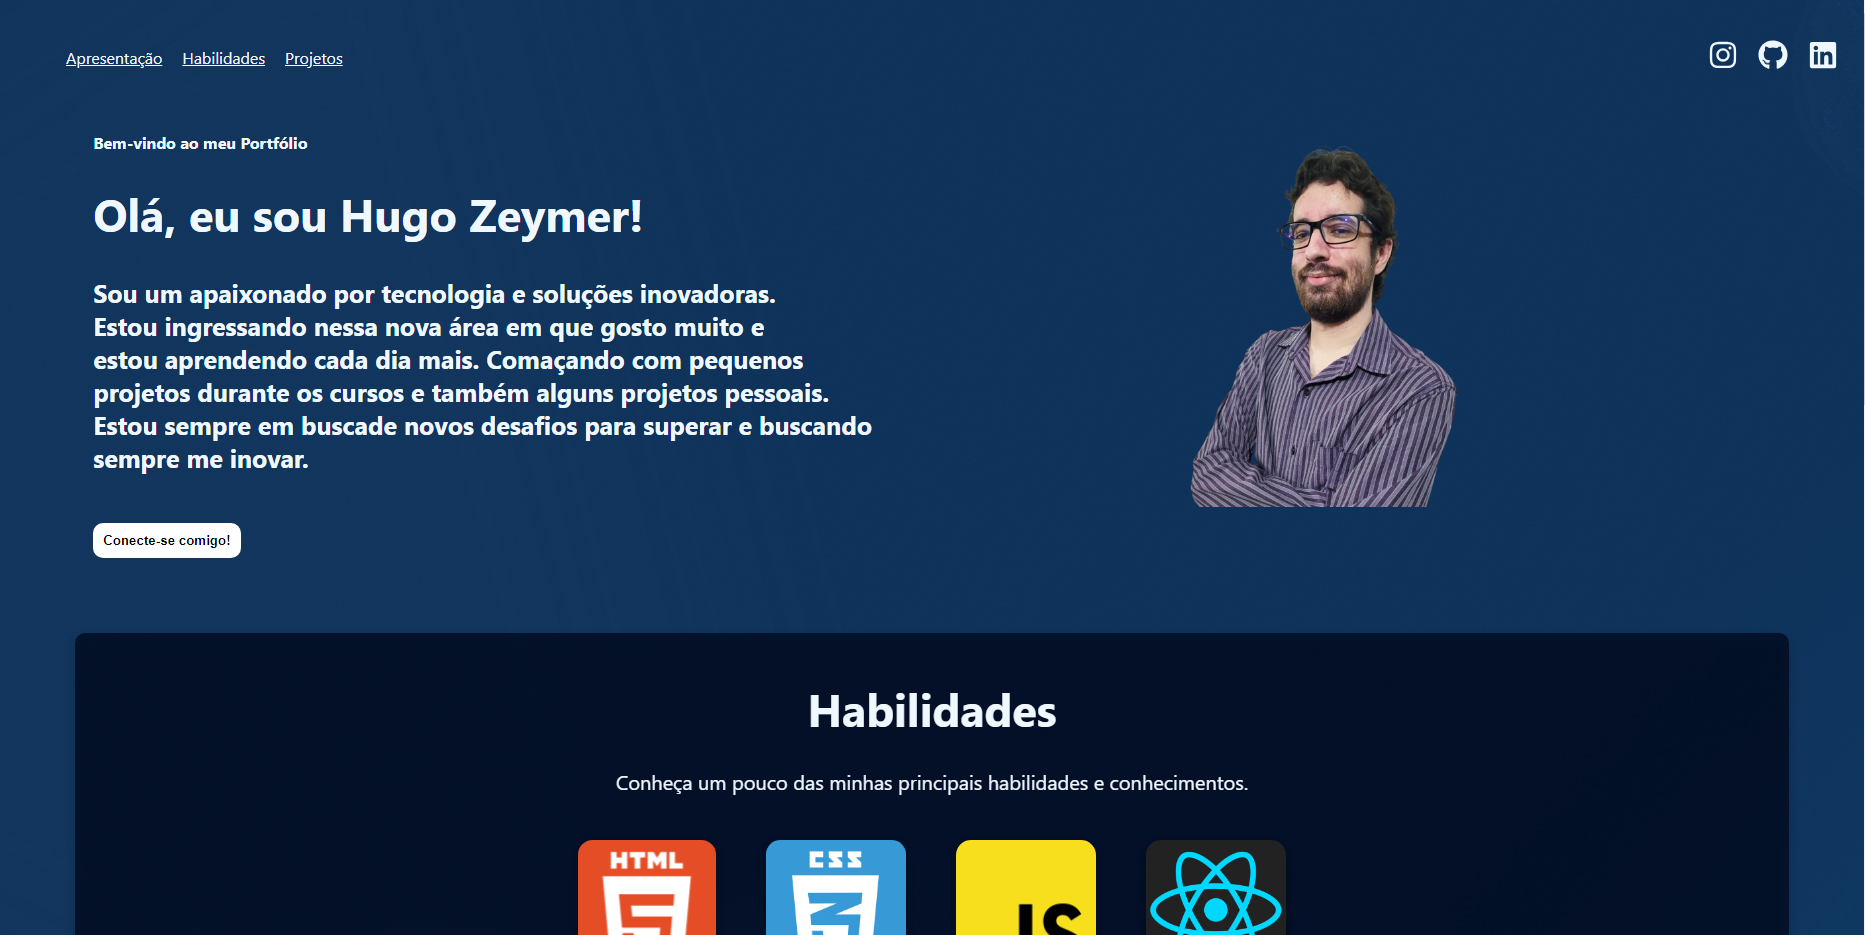 Apresentação Habilidades Projetos
Bem-vindo ao meu Portfólio
Olá, eu sou Hugo Zeymer!
Sou um apaixonado por tecnologia e soluções inovadoras.
Estou ingressando nessa nova área em que gosto muito e
estou aprendendo cada dia mais. Comaçando com pequenos
projetos durante os cursos e também alguns projetos pessoais.
Estou sempre em buscade novos desafios para superar e buscando
sempre me inovar.
Conecte-se comigo!
Habilidades
Conheça um pouco das minhas principais habilidades e conhecimentos.
HTML CSS JS